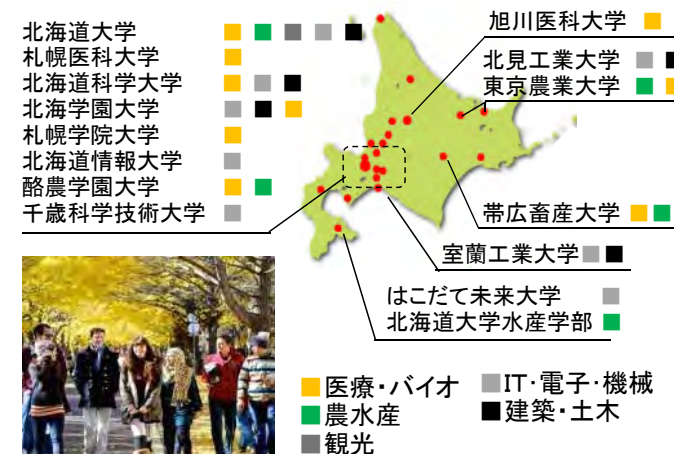 北海道大学
札幌医科大学
北海道科学大学
北海学園大学
札幌学院大学
北海道情報大学
酪農学園大学
千歳科学技術大学
旭川医科大学
北見工業大学
東京農業大学
帯広畜産大学
室蘭工業大学
はこだて未来大学
北海道大学水産学部
医療・バイオ
IT・電子・機械
農水産
建築・土木
観光